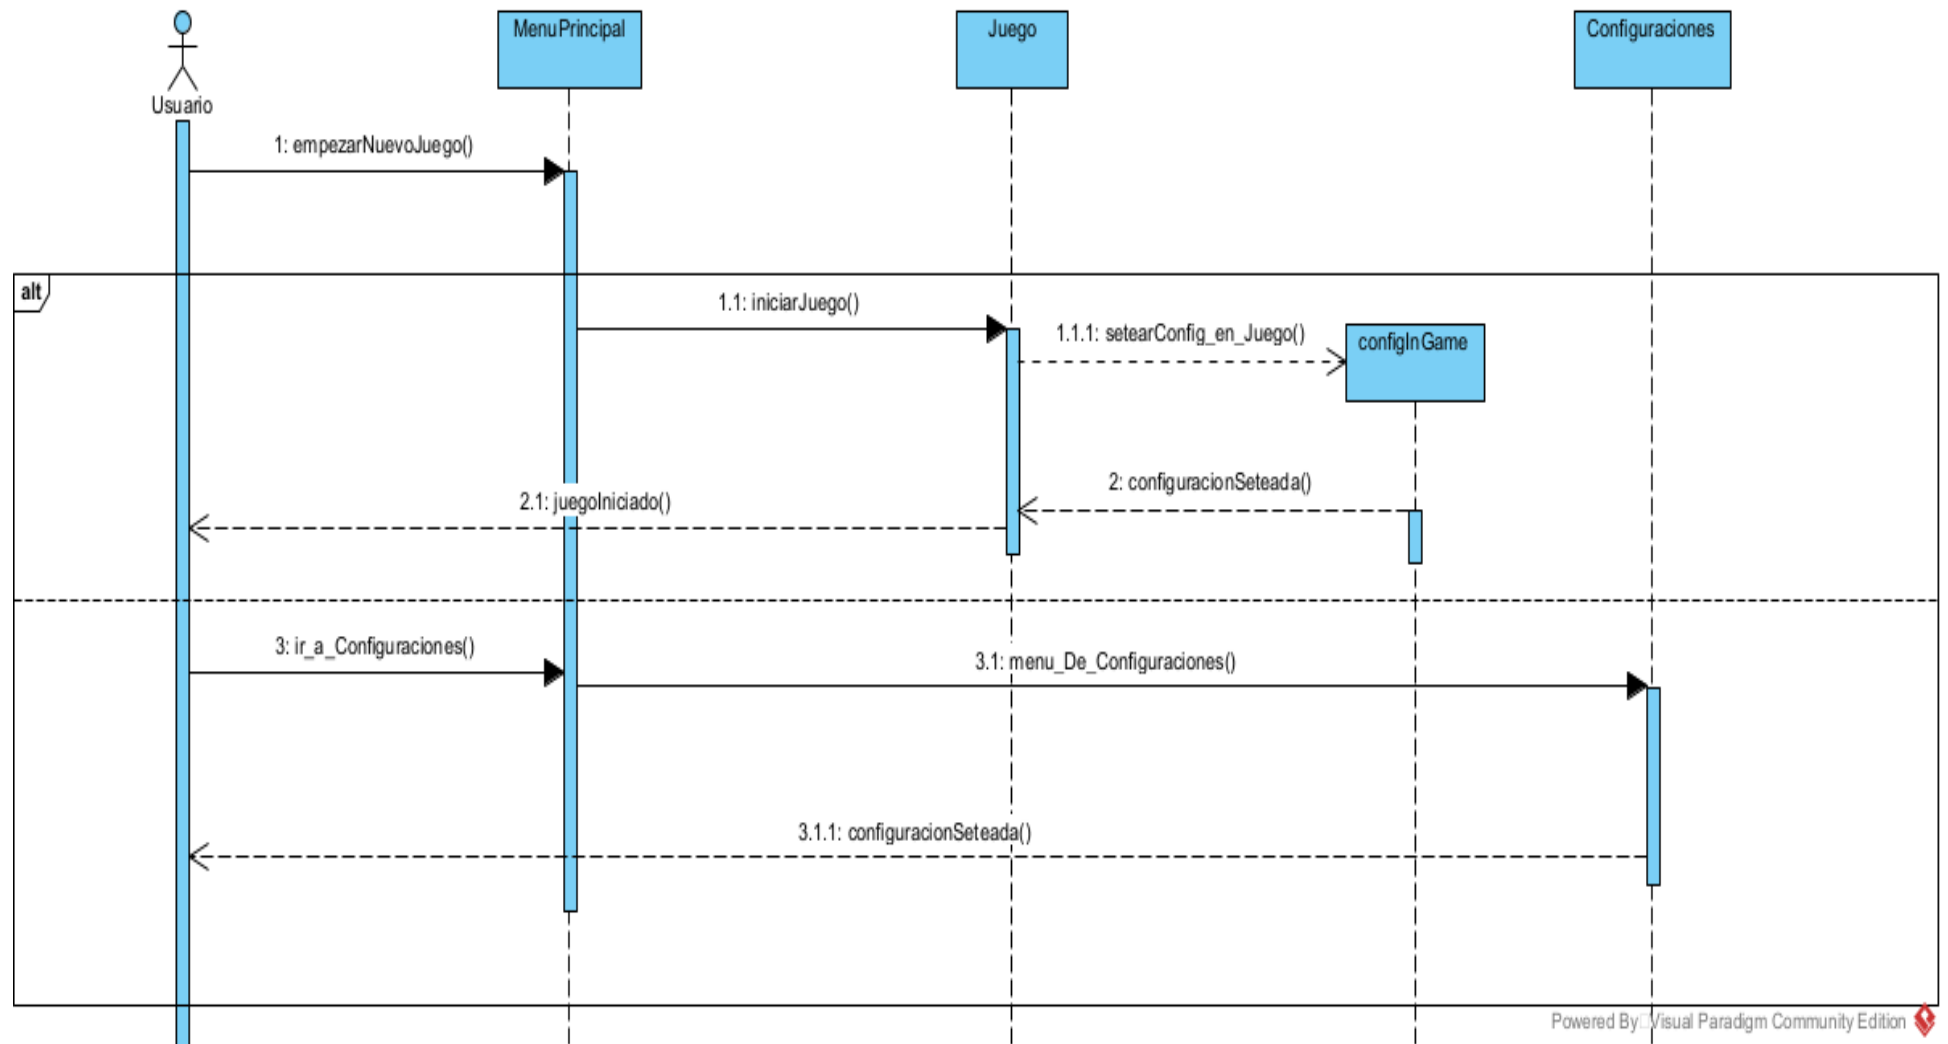 Usuario
MenuPrincipal
Juego
Configuraciones
1: empezarNuevoJuego()
alt
1.1: iniciarJuego()
1.1.1: setearConfig_en_Juego()
configInGame
2: configuracionSeteada()
2.1: juegoIniciado()
3: ir_a_Configuraciones()
3.1: menu_De_Configuraciones()
3.1.1: configuracionSeteada()
Powered By Visual Paradigm Community Edition